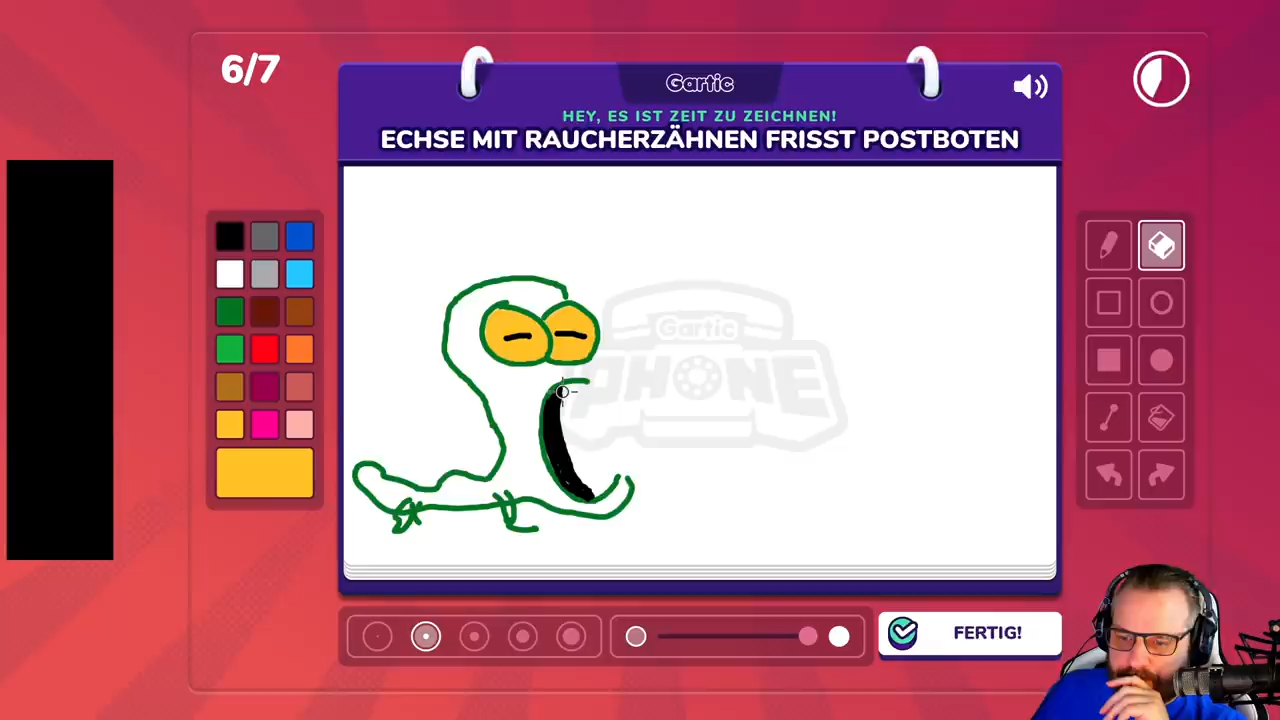 6/7
Gartic
HEY, ES IST ZEIT ZU ZEICHNEN!
ECHSE MIT RAUCHERZÄHNEN FRISST POSTBOTEN
Gartic
PHONE
FERTIG!